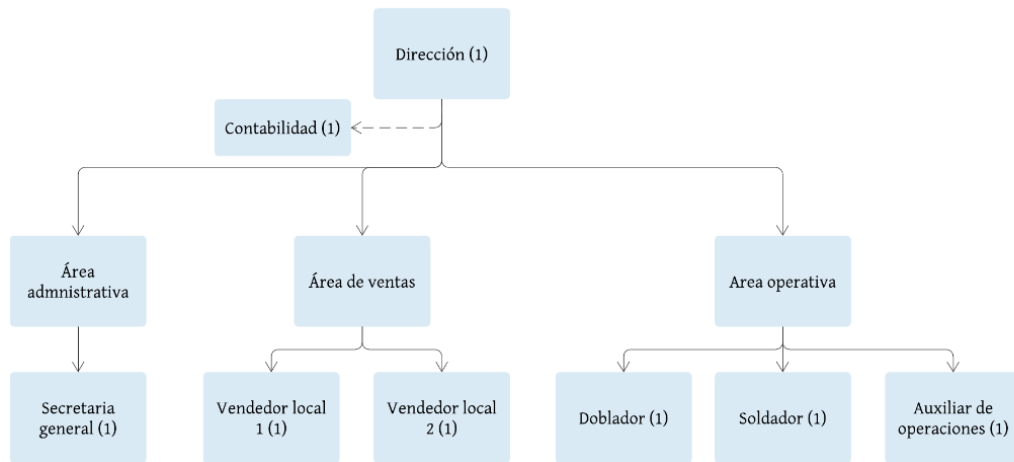 Dirección (1)
Contabilidad (1)
Área
admnistrativa
Área de ventas
Area operativa
Secretaria
general (1)
Vendedor local
1 (1)
Vendedor local
2 (1)
Doblador (1)
Soldador (1)
Auxiliar de
operaciones (1)